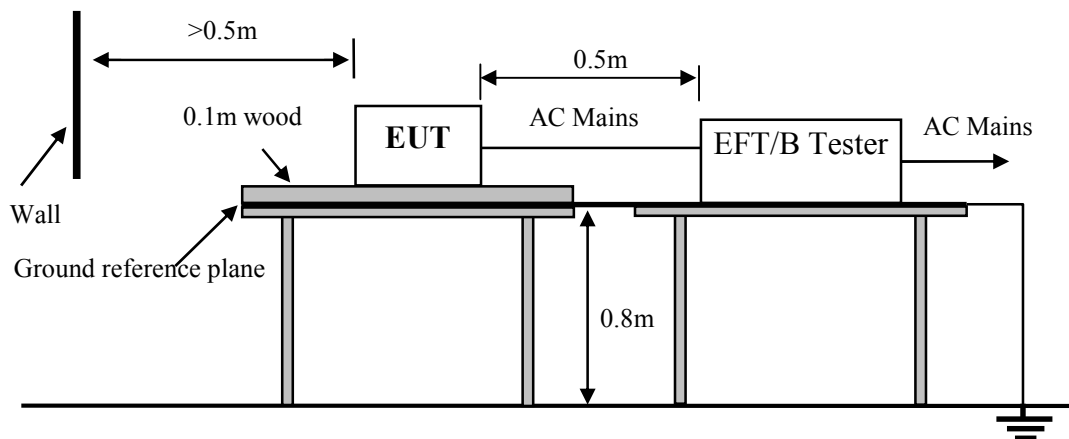 >0.5m
0.5m
0.1m wood
EUT
AC Mains
EFT/B Tester
AC Mains
Wall
Ground reference plane
0.8m